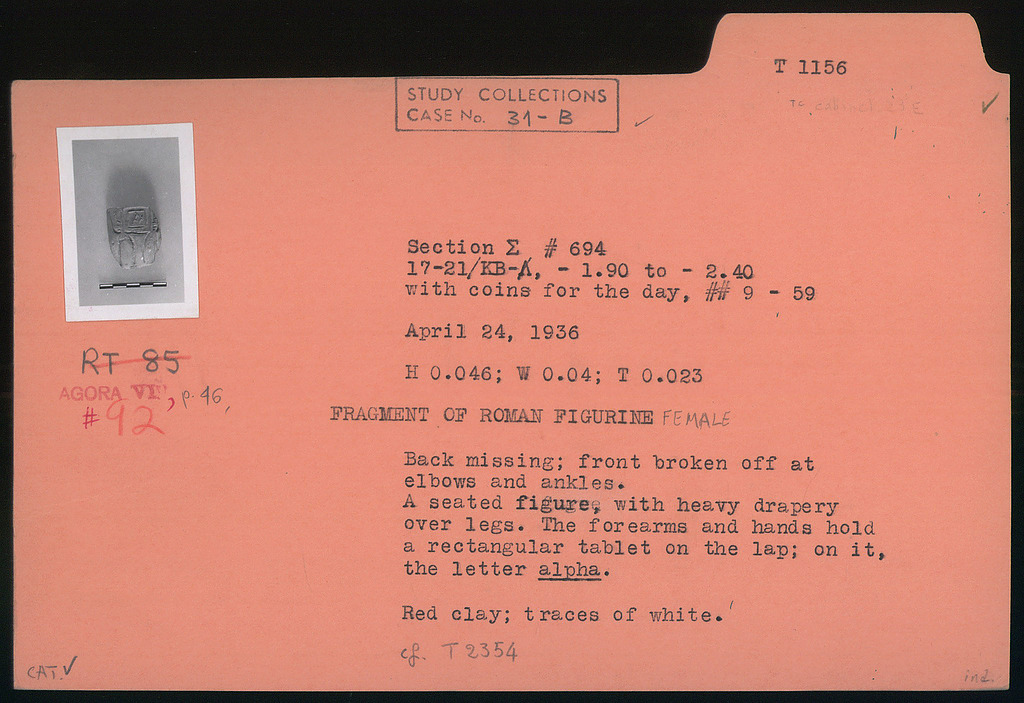 T 1156
To cabinet 23 E
STUDY COLLECTIONS
CASE No. 31-B
Section Σ # 694
17-21/KB-Λ, - 1.90 to - 2.40
with coins for the day, ## 9 - 59
April 24, 1936
H 0.046; W 0.04; T 0.023
RT 85
AGORA VI, p. 46,
# 92
FRAGMENT OF ROMAN FIGURINE FEMALE
Back missing; front broken off at
elbows and ankles.
A seated figure, with heavy drapery
over legs. The forearms and hands hold
a rectangular tablet on the lap; on it,
the letter alpha.
Red clay; traces of white.
cf. T 2354
CAT. ✓
ind.